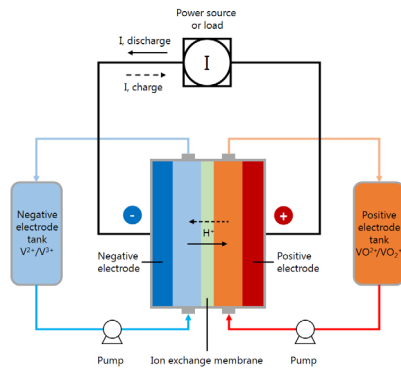 Power source
or load
I, discharge
I
I, charge
-
+
H⁺
Negative
electrode
tank
V²⁺/V³⁺
Positive
electrode
tank
VO²⁺/VO₂⁺
Negative
electrode
Positive
electrode
Pump
Ion exchange membrane
Pump